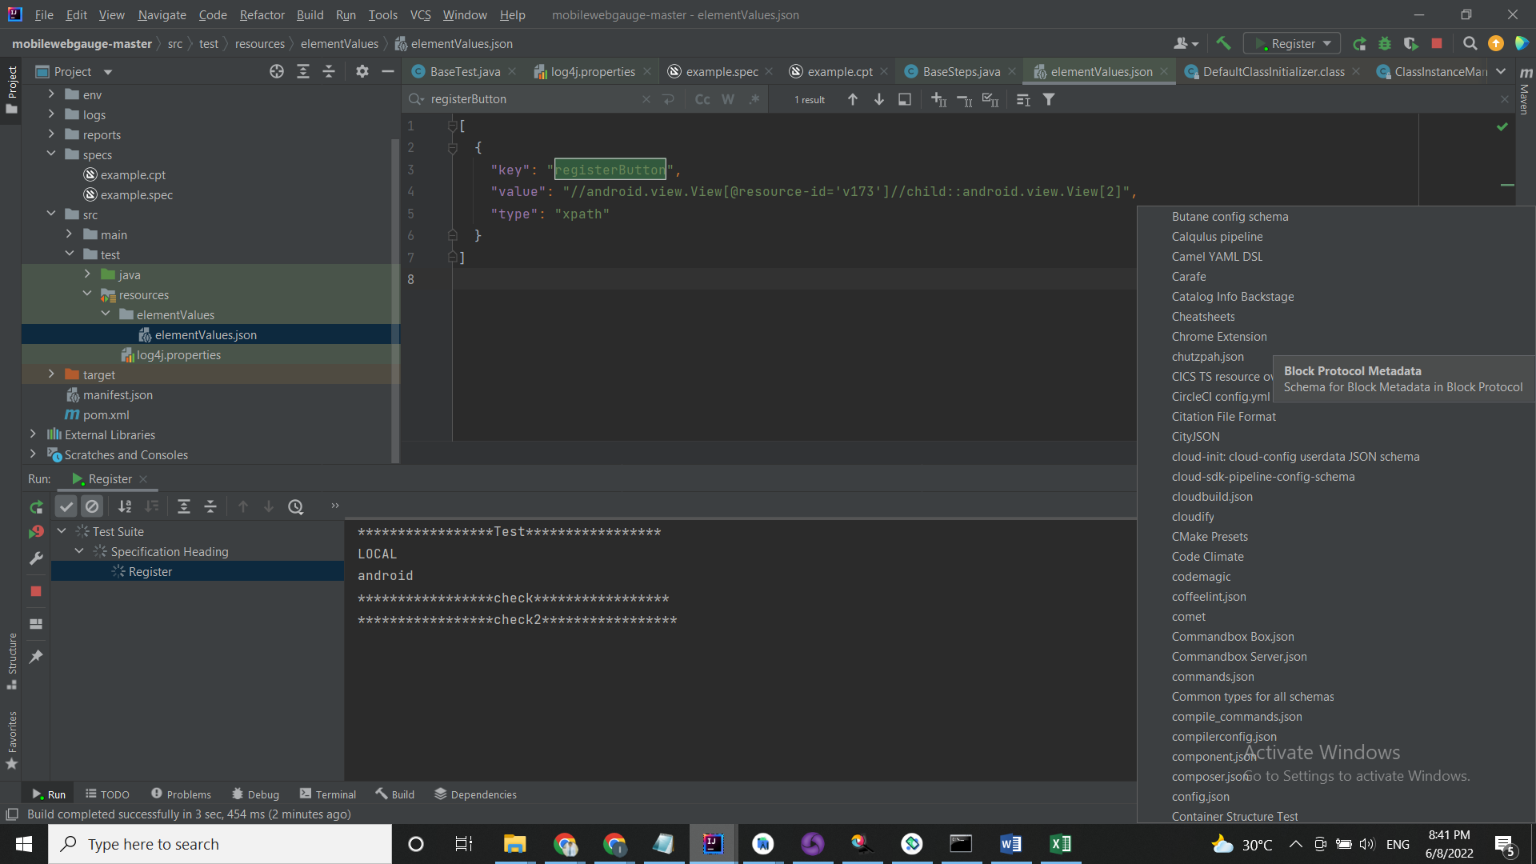 File Edit View Navigate Code Refactor Build Run Tools VCS Window Help mobilewebgauge-master - elementValues.json
mobilewebgauge-master src test resources elementValues elementValues.json Register
Project BaseTest.java log4j.properties example.spec example.cpt BaseSteps.java elementValues.json DefaultClassInitializer.class
registerButton Cc W .* 1 result
Project
Maven
env
logs
reports
specs
example.cpt
example.spec
src
main
test
java
resources
elementValues
elementValues.json
log4j.properties
target
manifest.json
pom.xml
External Libraries
Scratches and Consoles
1 [
2 {
3 "key": "registerButton",
4 "value": "//android.view.View[@resource-id='v173']//child::android.view.View[2]",
5 "type": "xpath"
6 }
7 ]
8
Butane config schema
Calqulus pipeline
Camel YAML DSL
Carafe
Catalog Info Backstage
Cheatsheets
Chrome Extension
chutzpah.json
CICS TS resource ov
CircleCI config.yml
Block Protocol Metadata
Schema for Block Metadata in Block Protocol
Citation File Format
CityJSON
cloud-init: cloud-config userdata JSON schema
cloud-sdk-pipeline-config-schema
cloudbuild.json
cloudify
CMake Presets
Code Climate
codemagic
coffeelint.json
comet
Commandbox Box.json
Commandbox Server.json
commands.json
Common types for all schemas
compile_commands.json
compilerconfig.json
component.json
composer.json
config.json
Container Structure Test
Activate Windows
Go to Settings to activate Windows.
Run: Register
Test Suite
Specification Heading
Register
*****************Test*****************
LOCAL
android
*****************check*****************
*****************check2*****************
Structure
Favorites
Run TODO Problems Debug Terminal Build Dependencies
Build completed successfully in 3 sec, 454 ms (2 minutes ago)
Type here to search
30°C ENG
8:41 PM
6/8/2022
5